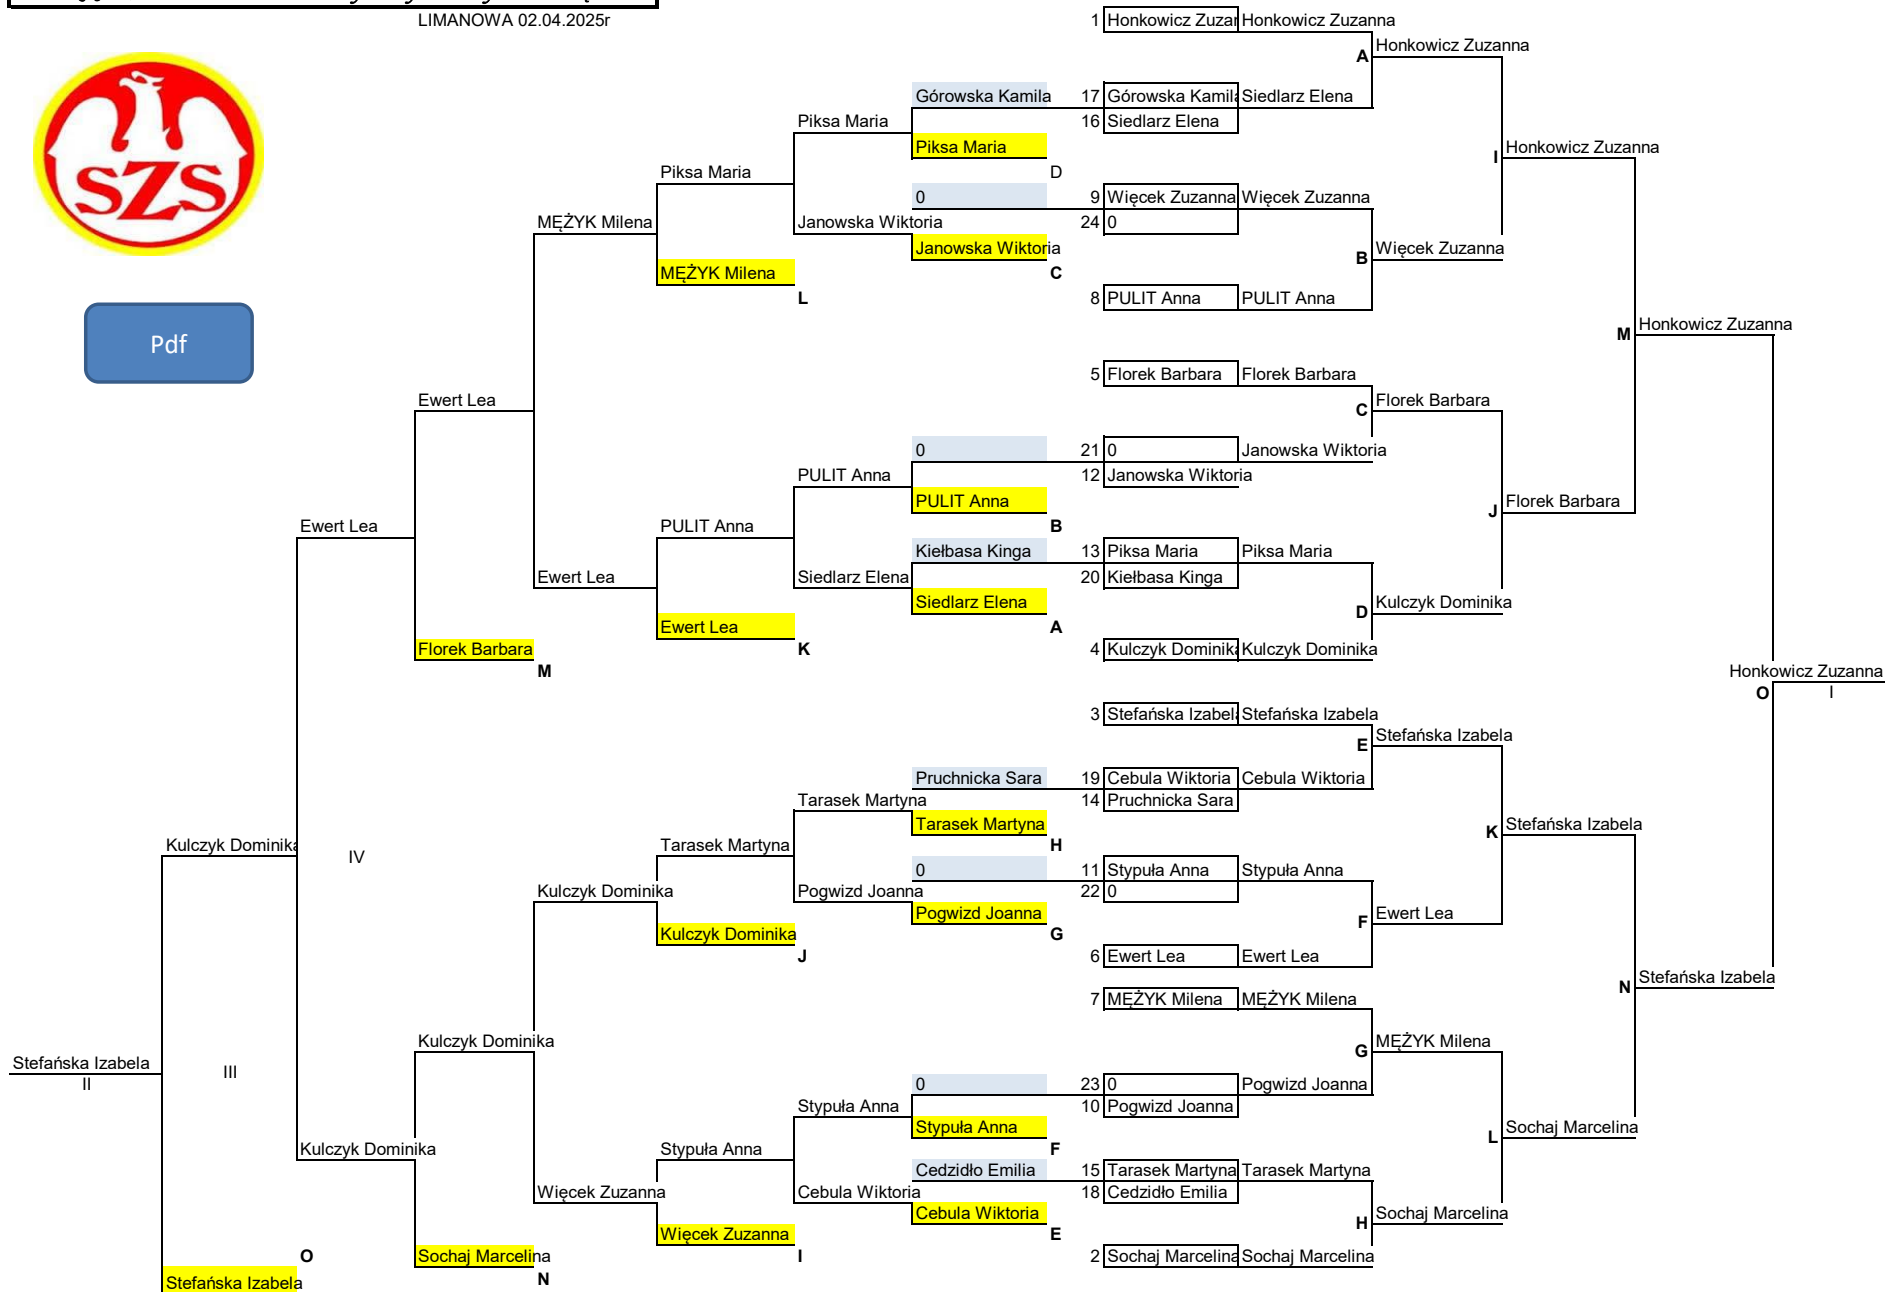 LIMANOWA 02.04.2025r
1 Honkowicz Zuzar Honkowicz Zuzanna
Honkowicz Zuzanna
A
Górowska Kamila 17 Górowska Kamila Siedlarz Elena
Piksa Maria 16 Siedlarz Elena
Piksa Maria
Honkowicz Zuzanna
I
Piksa Maria D
0 9 Więcek Zuzanna Więcek Zuzanna
MĘŻYK Milena Janowska Wiktoria 24 0
Janowska Wiktoria Więcek Zuzanna
B
MĘŻYK Milena C
L 8 PULIT Anna PULIT Anna
SZS
Pdf
Honkowicz Zuzanna
M
5 Florek Barbara Florek Barbara
Ewert Lea Florek Barbara
C
0 21 0 Janowska Wiktoria
PULIT Anna 12 Janowska Wiktoria
PULIT Anna Florek Barbara
J
Ewert Lea PULIT Anna B
Kiełbasa Kinga 13 Piksa Maria Piksa Maria
Ewert Lea Siedlarz Elena 20 Kiełbasa Kinga
Siedlarz Elena Kulczyk Dominika
D
Ewert Lea A
Florek Barbara K 4 Kulczyk Dominika Kulczyk Dominika
M Honkowicz Zuzanna
O I
3 Stefańska Izabela Stefańska Izabela
Stefańska Izabela
E
Pruchnicka Sara 19 Cebula Wiktoria Cebula Wiktoria
Tarasek Martyna 14 Pruchnicka Sara
Tarasek Martyna Stefańska Izabela
K
Kulczyk Dominika IV Tarasek Martyna H
0 11 Stypuła Anna Stypuła Anna
Kulczyk Dominika Pogwizd Joanna 22 0
Pogwizd Joanna Ewert Lea
F
Kulczyk Dominika G
J 6 Ewert Lea Ewert Lea
Stefańska Izabela
N
7 MĘŻYK Milena MĘŻYK Milena
Kulczyk Dominika MĘŻYK Milena
G
Stefańska Izabela
II III
0 23 0 Pogwizd Joanna
Stypuła Anna 10 Pogwizd Joanna
Stypuła Anna Sochaj Marcelina
L
Kulczyk Dominika Stypuła Anna F
Cedzidło Emilia 15 Tarasek Martyna Tarasek Martyna
Więcek Zuzanna Cebula Wiktoria 18 Cedzidło Emilia
Cebula Wiktoria Sochaj Marcelina
H
Więcek Zuzanna E
O Sochaj Marcelina I 2 Sochaj Marcelina Sochaj Marcelina
Stefańska Izabela N